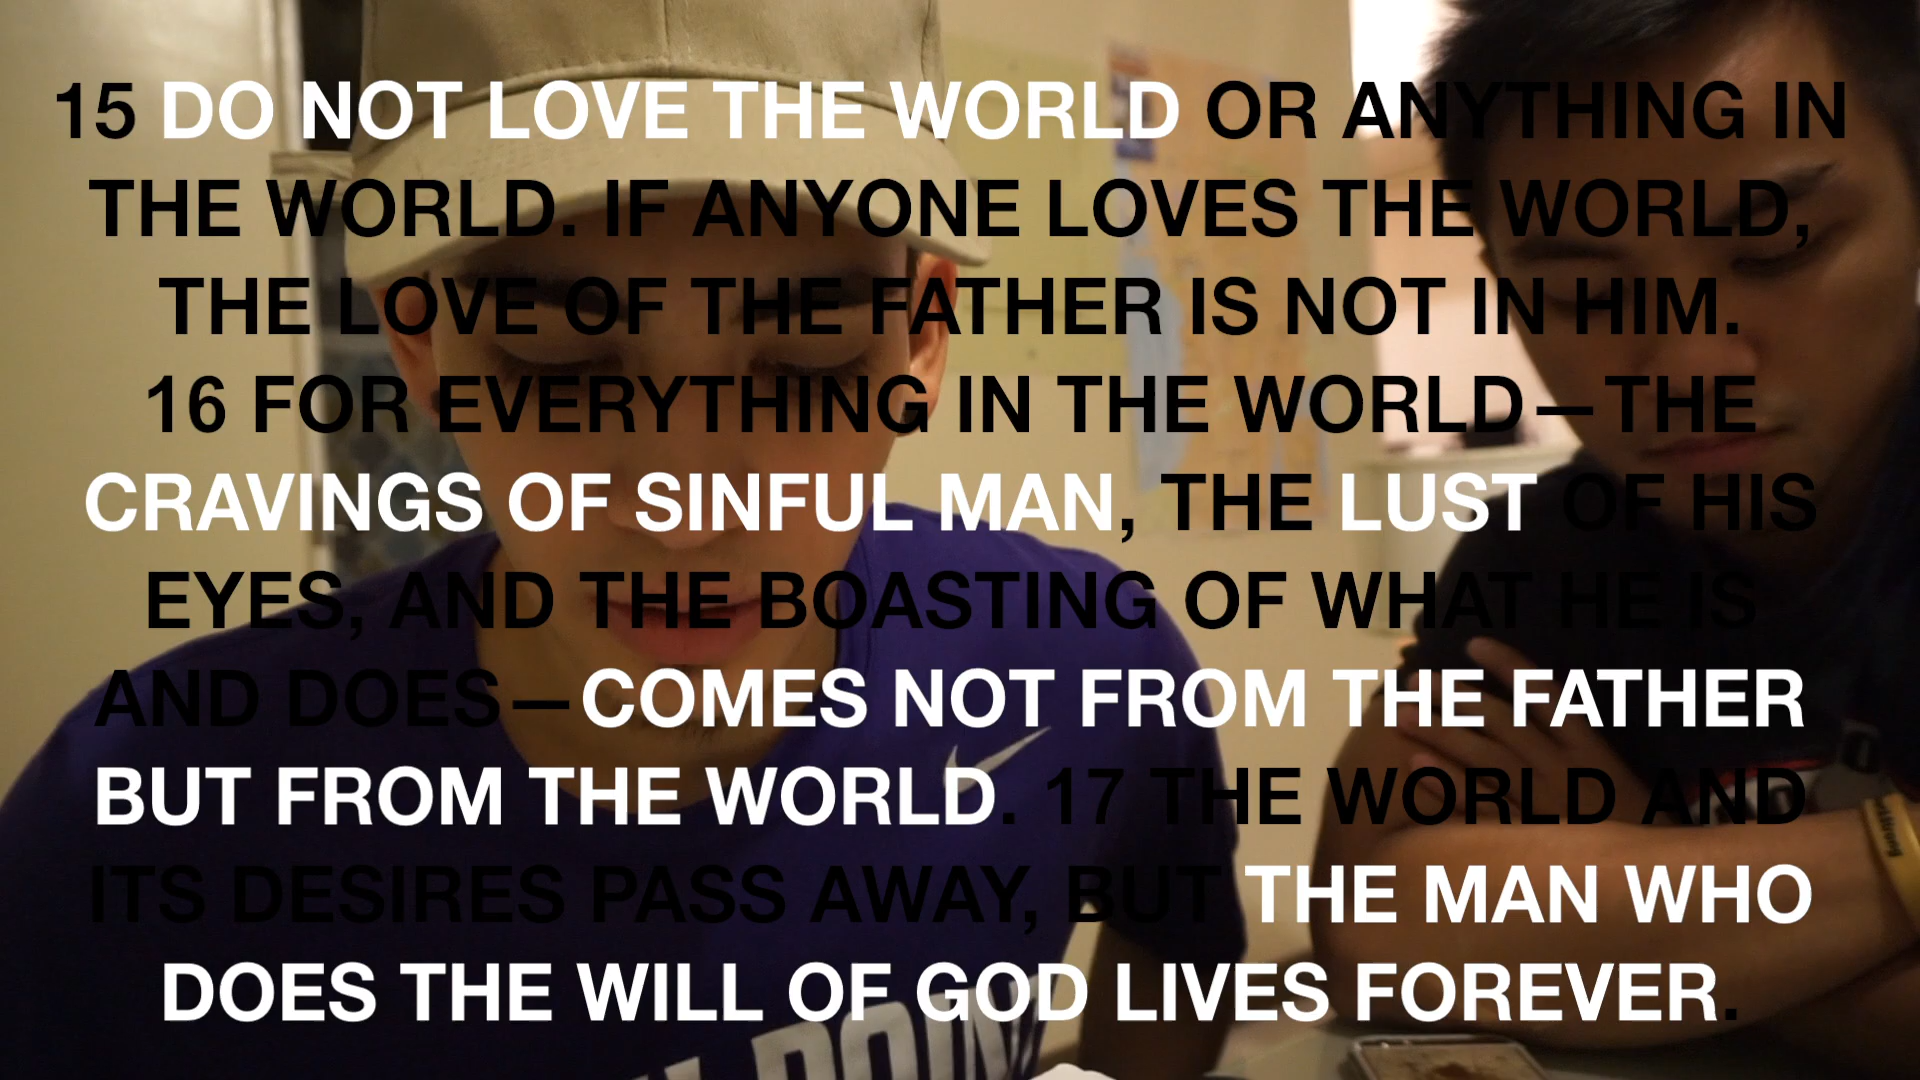 15 DO NOT LOVE THE WORLD OR ANYTHING IN
THE WORLD. IF ANYONE LOVES THE WORLD,
THE LOVE OF THE FATHER IS NOT IN HIM.
16 FOR EVERYTHING IN THE WORLD—THE
CRAVINGS OF SINFUL MAN, THE LUST OF HIS
EYES, AND THE BOASTING OF WHAT HE IS
AND DOES—COMES NOT FROM THE FATHER
BUT FROM THE WORLD. 17 THE WORLD AND
ITS DESIRES PASS AWAY, BUT THE MAN WHO
DOES THE WILL OF GOD LIVES FOREVER.